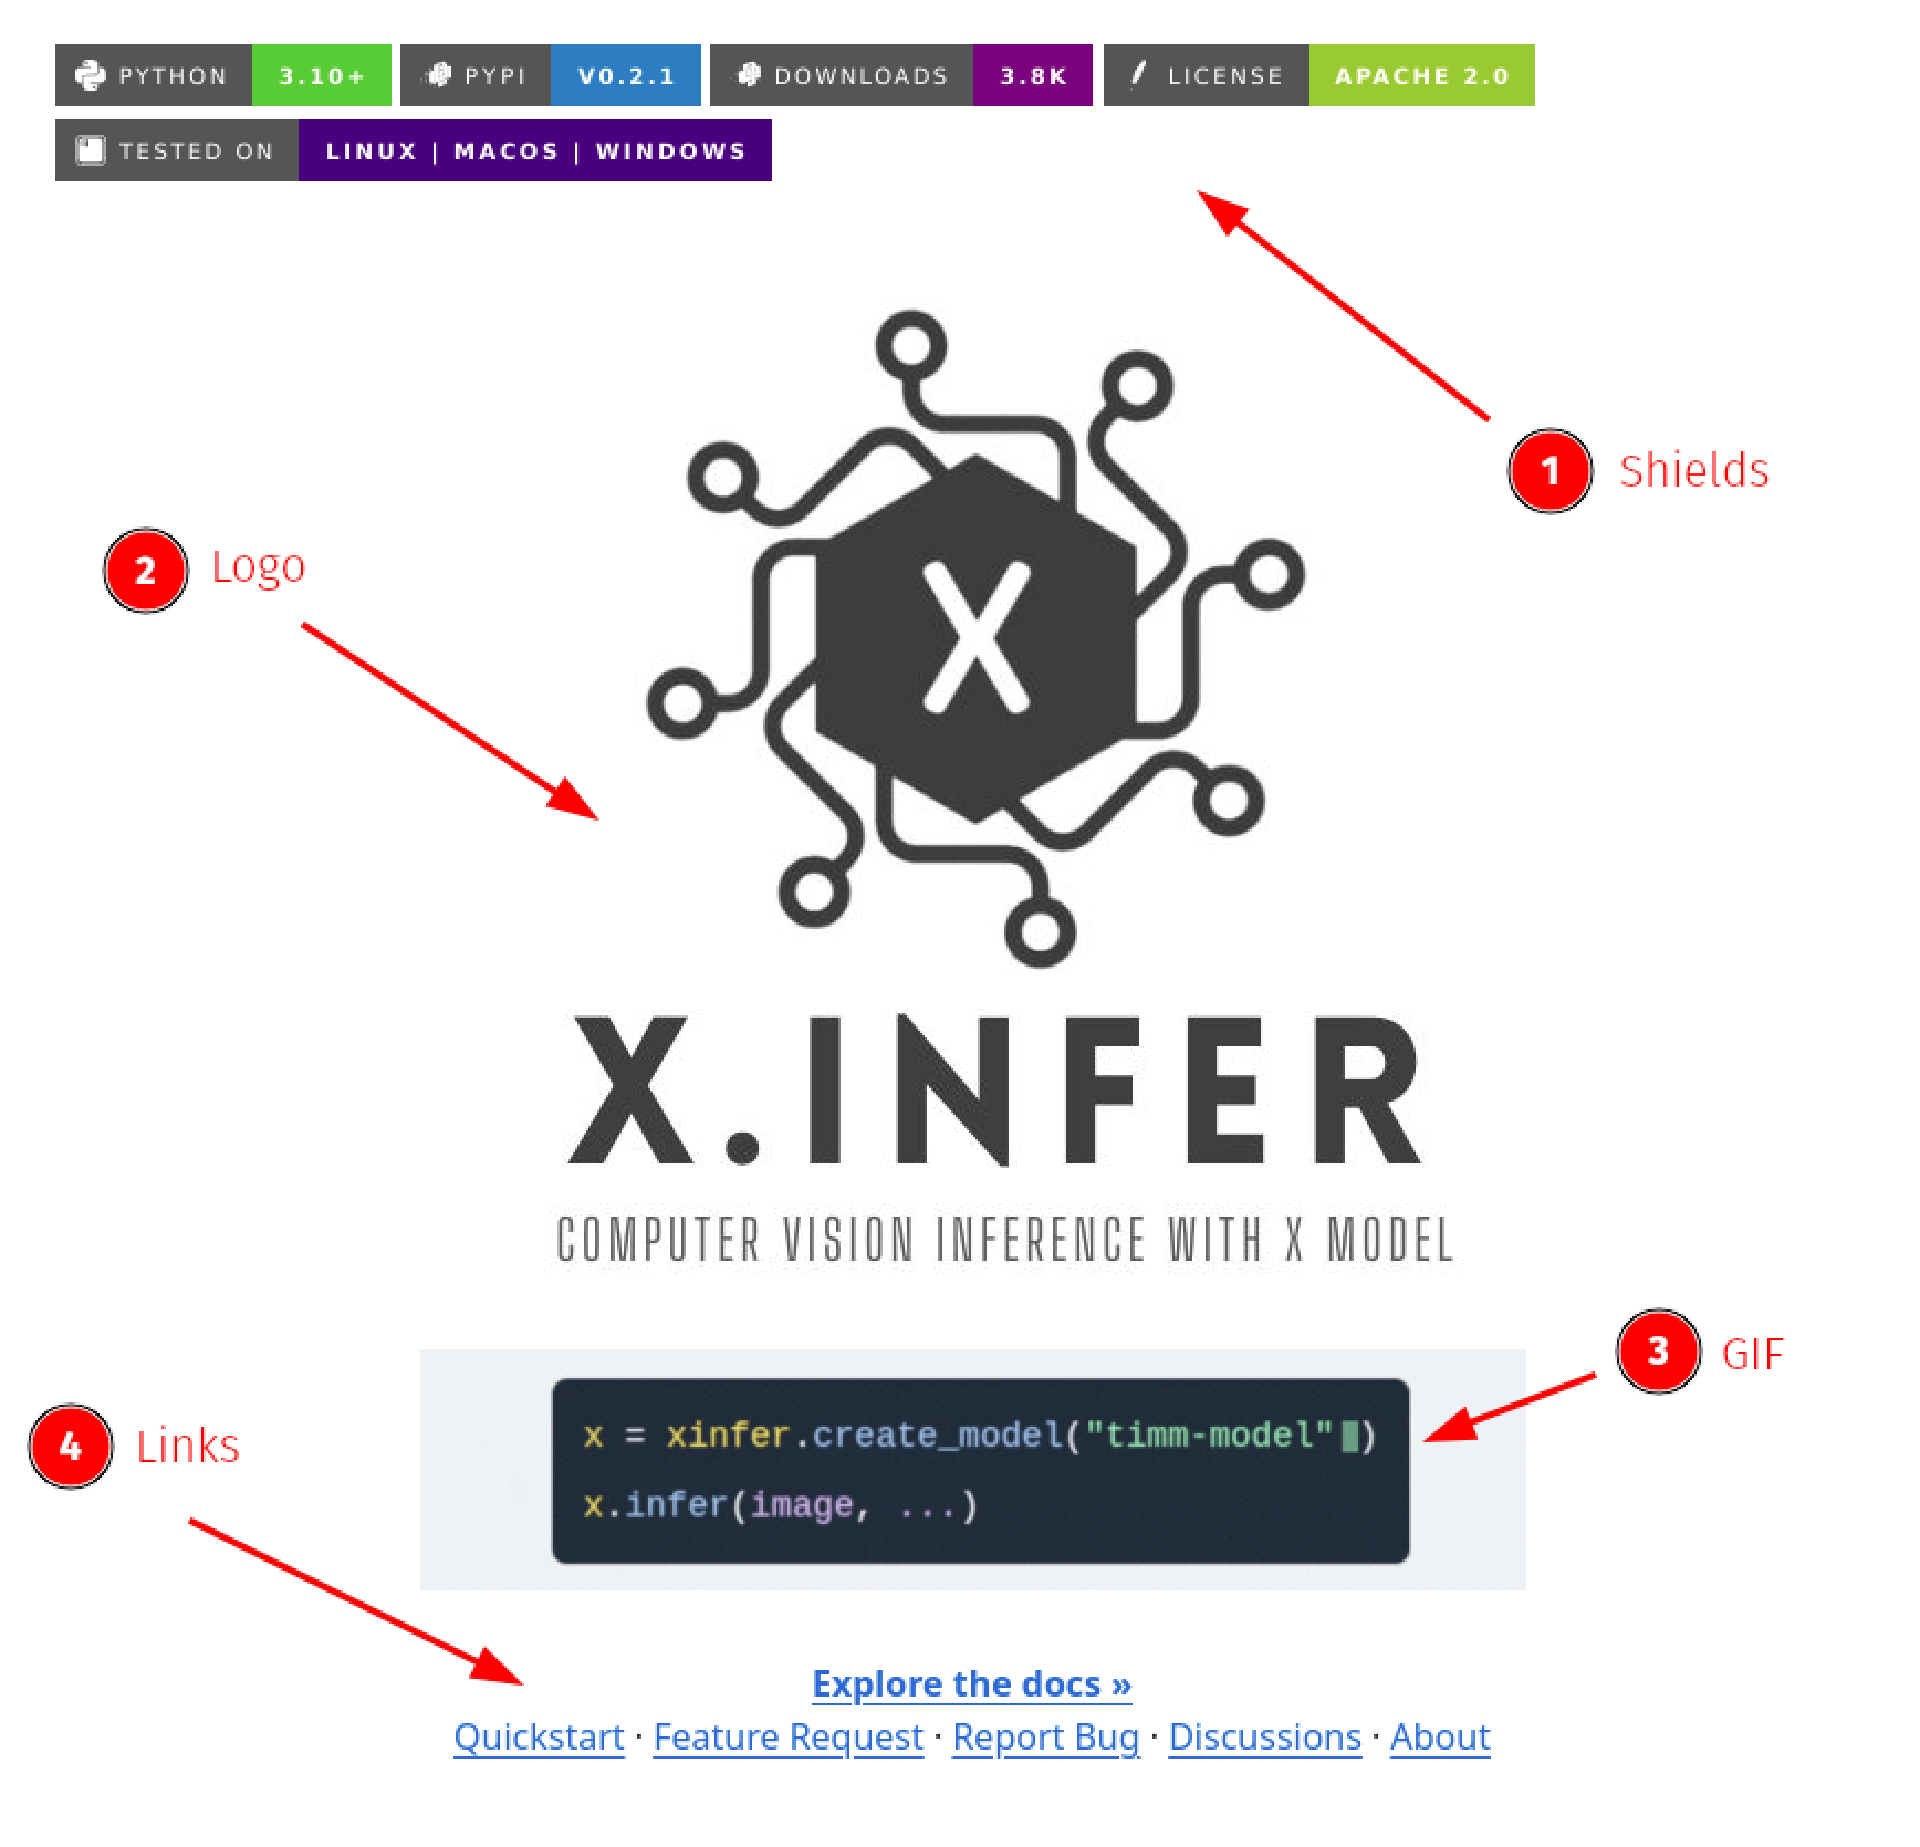 PYTHON 3.10+ PYPI V0.2.1 DOWNLOADS 3.8K LICENSE APACHE 2.0
TESTED ON LINUX | MACOS | WINDOWS
1 Shields
2 Logo
X
X.INFER
COMPUTER VISION INFERENCE WITH X MODEL
3 GIF
x = xinfer.create_model("timm-model")
x.infer(image, ...)
4 Links
Explore the docs »
Quickstart · Feature Request · Report Bug · Discussions · About